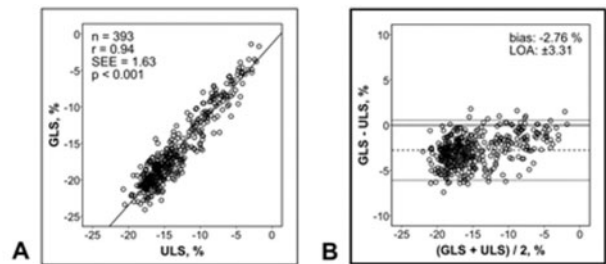 n = 393
r = 0.94
SEE = 1.63
p < 0.001
GLS, %
0
-5
-10
-15
-20
-25
-25 -20 -15 -10 -5 0
ULS, %
A
bias: -2.76 %
LOA: ±3.31
GLS - ULS, %
10
5
0
-5
-10
-25 -20 -15 -10 -5 0
(GLS + ULS) / 2, %
B